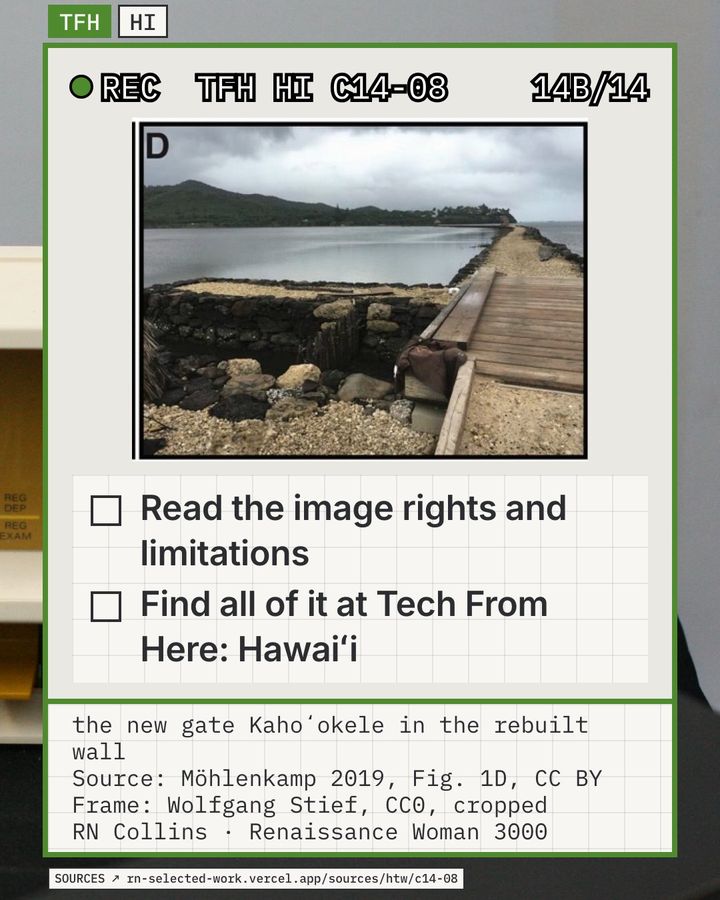 TFH HI
REC TFH HI C14-08 14B/14
D
Read the image rights and
limitations
Find all of it at Tech From
Here: Hawaiʻi
REG
DEP
REG
EXAM
the new gate Kahoʻokele in the rebuilt
wall
Source: Möhlenkamp 2019, Fig. 1D, CC BY
Frame: Wolfgang Stief, CC0, cropped
RN Collins · Renaissance Woman 3000
SOURCES ↗ rn-selected-work.vercel.app/sources/htw/c14-08